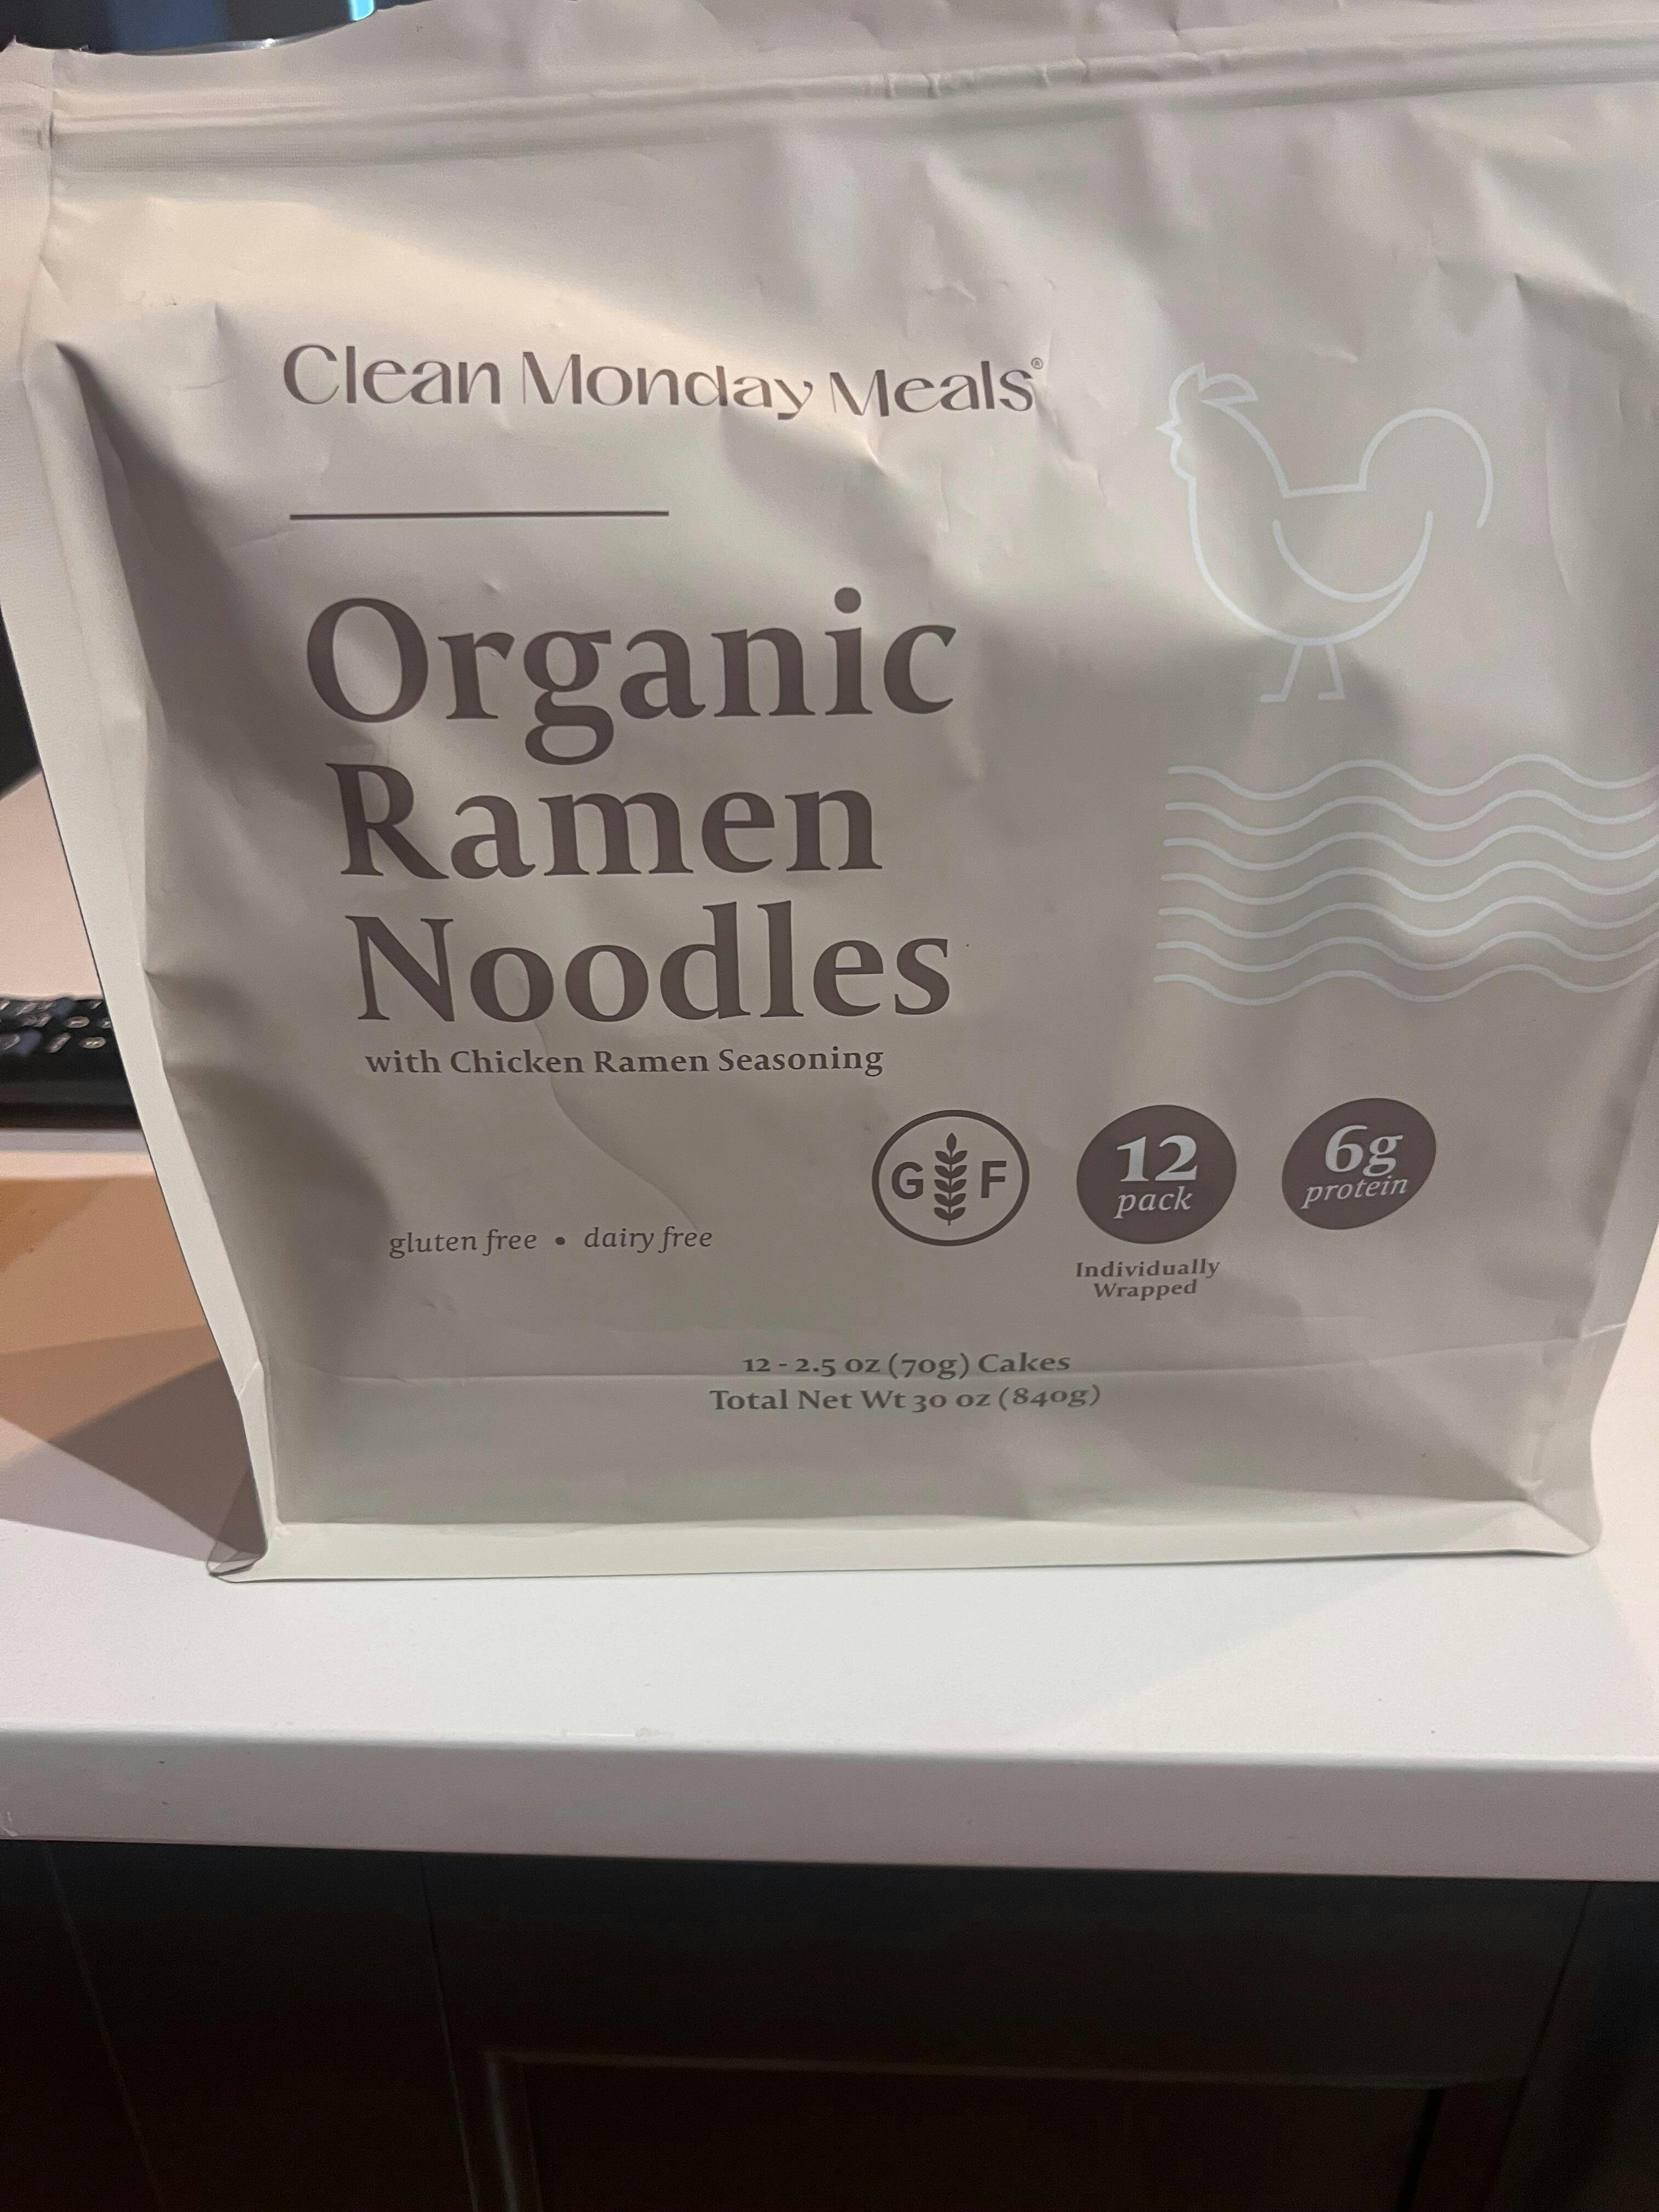 Clean Monday Meals®
Organic
Ramen
Noodles
with Chicken Ramen Seasoning
G F
12
pack
6g
protein
gluten free • dairy free
Individually
Wrapped
12 - 2.5 oz (70g) Cakes
Total Net Wt 30 oz (840g)